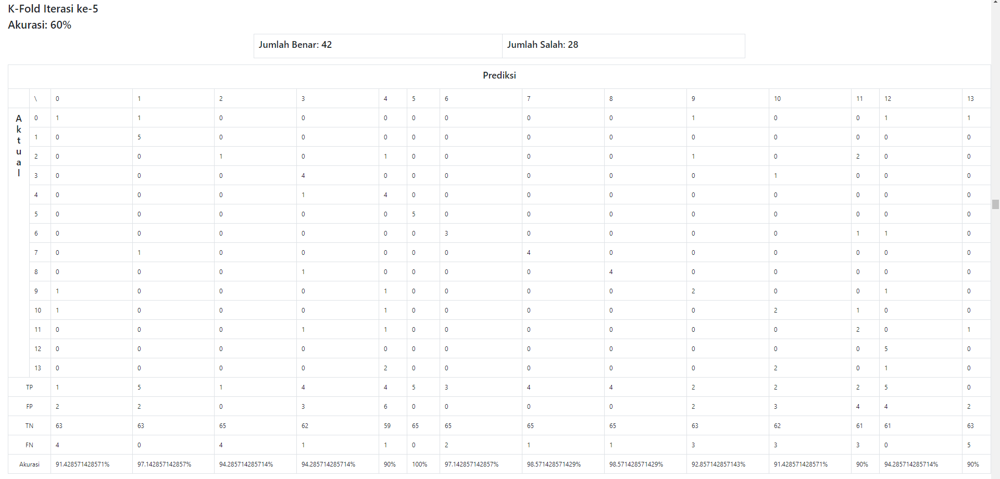 K-Fold Iterasi ke-5
Akurasi: 60%
Jumlah Benar: 42 Jumlah Salah: 28
Prediksi
\ 0 1 2 3 4 5 6 7 8 9 10 11 12 13
Aktual
0 1 1 0 0 0 0 0 0 0 1 0 0 1 1
1 0 5 0 0 0 0 0 0 0 0 0 0 0 0
2 0 0 1 0 1 0 0 0 0 1 0 2 0 0
3 0 0 0 4 0 0 0 0 0 0 1 0 0 0
4 0 0 0 1 4 0 0 0 0 0 0 0 0 0
5 0 0 0 0 0 5 0 0 0 0 0 0 0 0
6 0 0 0 0 0 0 3 0 0 0 0 1 1 0
7 0 1 0 0 0 0 0 4 0 0 0 0 0 0
8 0 0 0 1 0 0 0 0 4 0 0 0 0 0
9 1 0 0 0 1 0 0 0 0 2 0 0 1 0
10 1 0 0 0 1 0 0 0 0 0 2 1 0 0
11 0 0 0 1 1 0 0 0 0 0 0 2 0 1
12 0 0 0 0 0 0 0 0 0 0 0 0 5 0
13 0 0 0 0 2 0 0 0 0 0 2 0 1 0
TP 1 5 1 4 4 5 3 4 4 2 2 2 5 0
FP 2 2 0 3 6 0 0 0 0 2 3 4 4 2
TN 63 63 65 62 59 65 65 65 65 63 62 61 61 63
FN 4 0 4 1 1 0 2 1 1 3 3 3 0 5
Akurasi 91.428571428571% 97.142857142857% 94.285714285714% 94.285714285714% 90% 100% 97.142857142857% 98.571428571429% 98.571428571429% 92.857142857143% 91.428571428571% 90% 94.285714285714% 90%